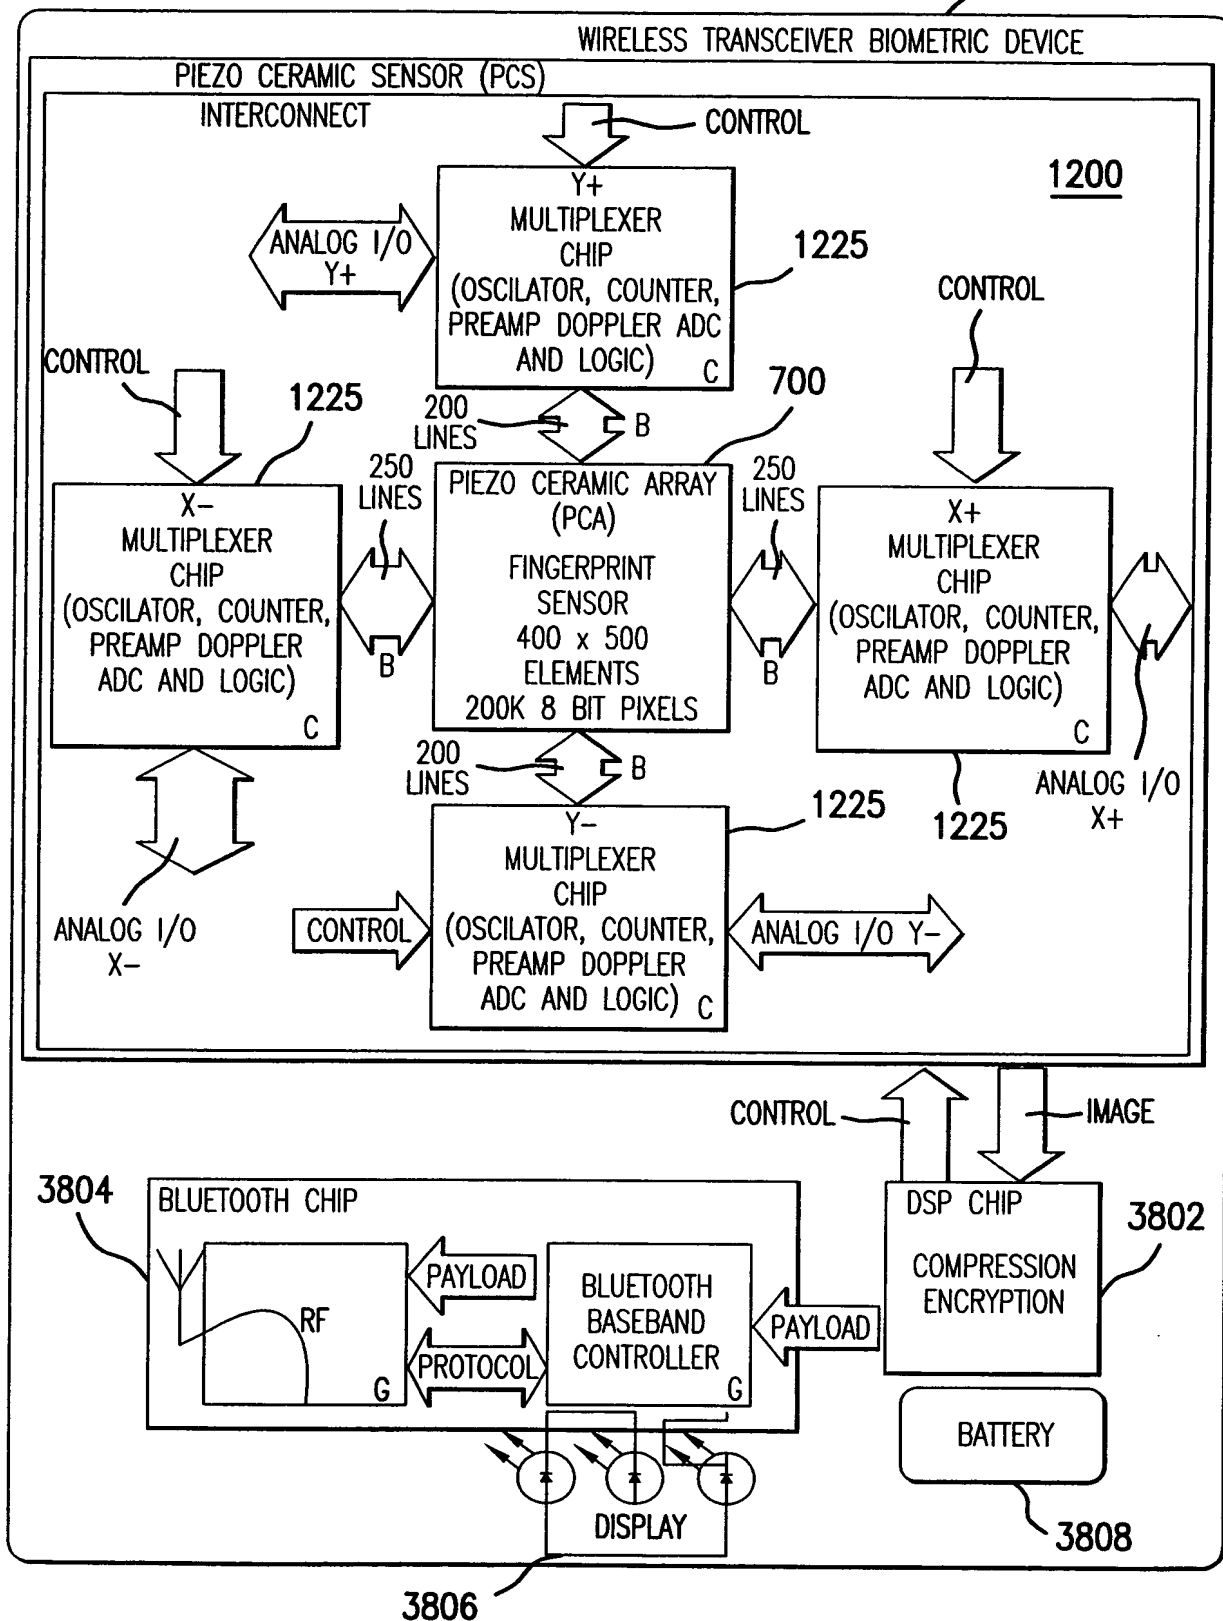 WIRELESS TRANSCEIVER BIOMETRIC DEVICE
PIEZO CERAMIC SENSOR (PCS)
INTERCONNECT
CONTROL
1200
Y+
MULTIPLEXER
CHIP
(OSCILATOR, COUNTER,
PREAMP DOPPLER ADC
AND LOGIC)
C
ANALOG I/O
Y+
1225
CONTROL
CONTROL
1225
200
LINES
B
700
250
LINES
B
250
LINES
B
X-
MULTIPLEXER
CHIP
(OSCILATOR, COUNTER,
PREAMP DOPPLER
ADC AND LOGIC)
C
PIEZO CERAMIC ARRAY
(PCA)
FINGERPRINT
SENSOR
400 x 500
ELEMENTS
200K 8 BIT PIXELS
X+
MULTIPLEXER
CHIP
(OSCILATOR, COUNTER,
PREAMP DOPPLER
ADC AND LOGIC)
C
200
LINES
B
ANALOG I/O
X+
1225
1225
Y-
MULTIPLEXER
CHIP
(OSCILATOR, COUNTER,
PREAMP DOPPLER
ADC AND LOGIC)
C
ANALOG I/O
X-
CONTROL
ANALOG I/O Y-
CONTROL
IMAGE
3804
BLUETOOTH CHIP
RF
G
PAYLOAD
PROTOCOL
BLUETOOTH
BASEBAND
CONTROLLER
G
PAYLOAD
DSP CHIP
COMPRESSION
ENCRYPTION
3802
BATTERY
3808
DISPLAY
3806